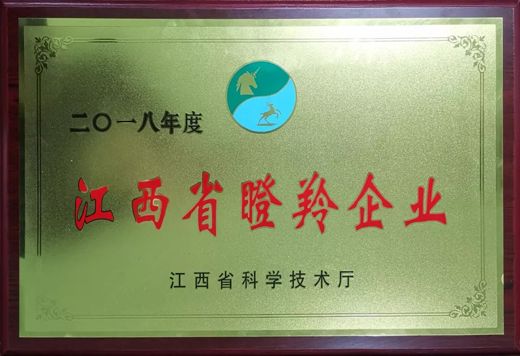 二〇一八年度
江西省瞪羚企业
江西省科学技术厅